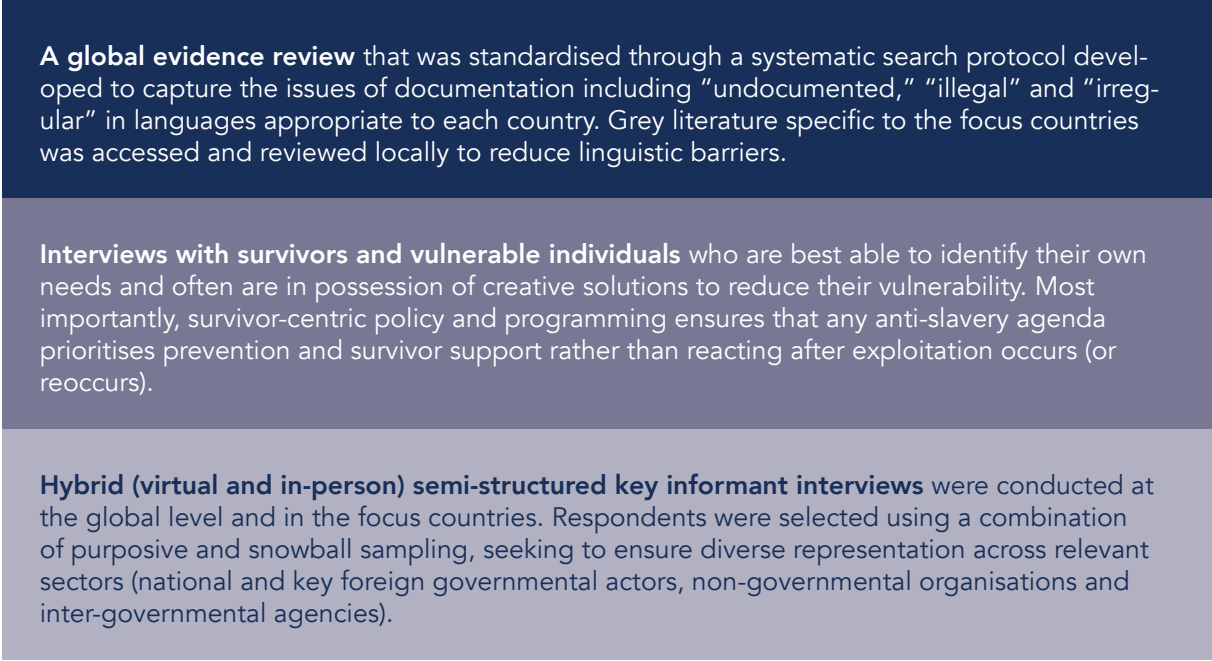 A global evidence review that was standardised through a systematic search protocol devel-
oped to capture the issues of documentation including “undocumented,” “illegal” and “irreg-
ular” in languages appropriate to each country. Grey literature specific to the focus countries
was accessed and reviewed locally to reduce linguistic barriers.
Interviews with survivors and vulnerable individuals who are best able to identify their own
needs and often are in possession of creative solutions to reduce their vulnerability. Most
importantly, survivor-centric policy and programming ensures that any anti-slavery agenda
prioritises prevention and survivor support rather than reacting after exploitation occurs (or
reoccurs).
Hybrid (virtual and in-person) semi-structured key informant interviews were conducted at
the global level and in the focus countries. Respondents were selected using a combination
of purposive and snowball sampling, seeking to ensure diverse representation across relevant
sectors (national and key foreign governmental actors, non-governmental organisations and
inter-governmental agencies).